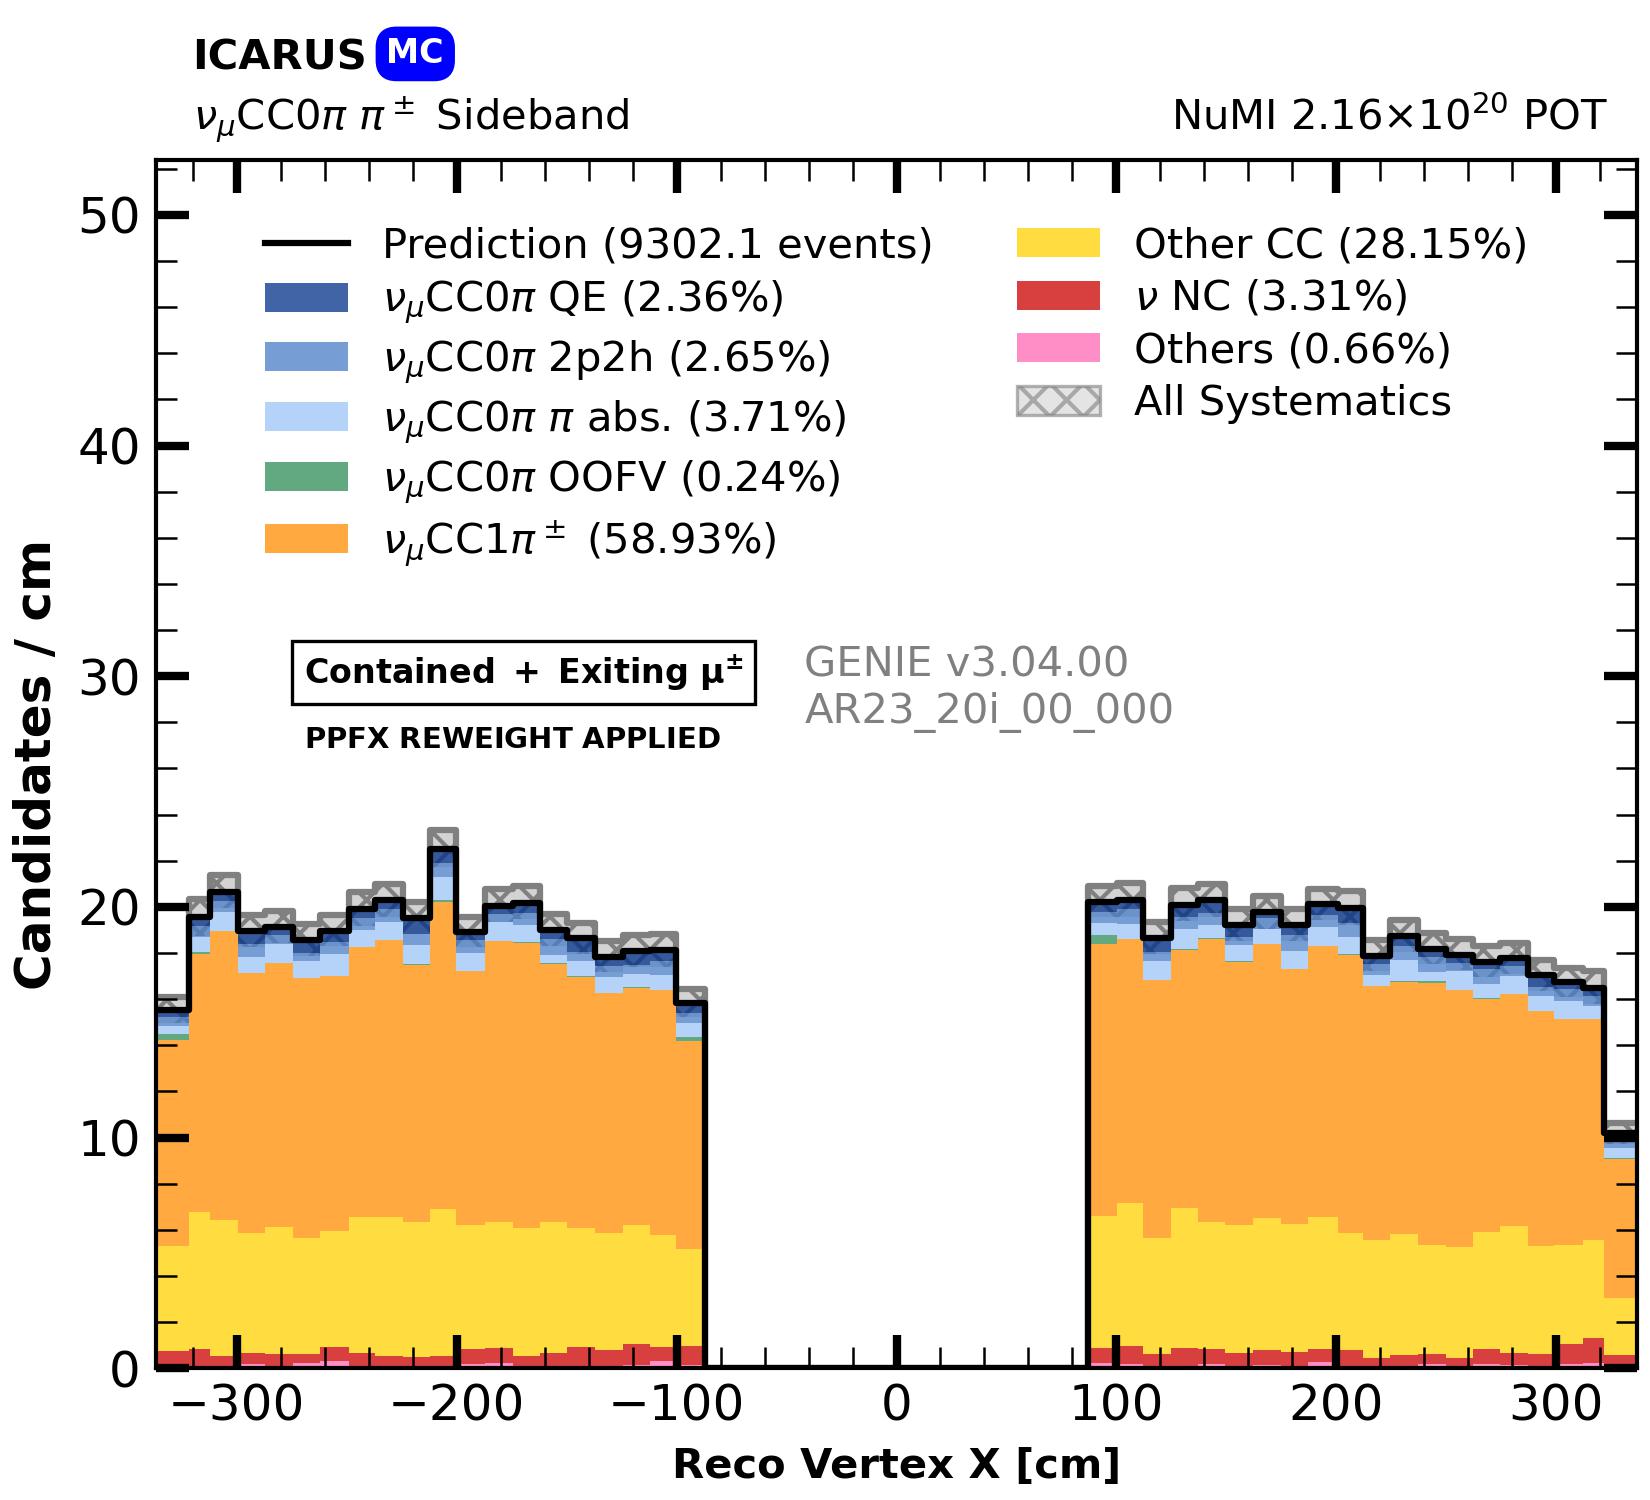 ICARUS MC
νμCC0π π± Sideband
NuMI 2.16×10²⁰ POT
Prediction (9302.1 events)
νμCC0π QE (2.36%)
νμCC0π 2p2h (2.65%)
νμCC0π π abs. (3.71%)
νμCC0π OOFV (0.24%)
νμCC1π± (58.93%)
Other CC (28.15%)
ν NC (3.31%)
Others (0.66%)
All Systematics
Contained + Exiting μ±
PPFX REWEIGHT APPLIED
GENIE v3.04.00
AR23_20i_00_000
Candidates / cm
50
40
30
20
10
0
−300 −200 −100 0 100 200 300
Reco Vertex X [cm]